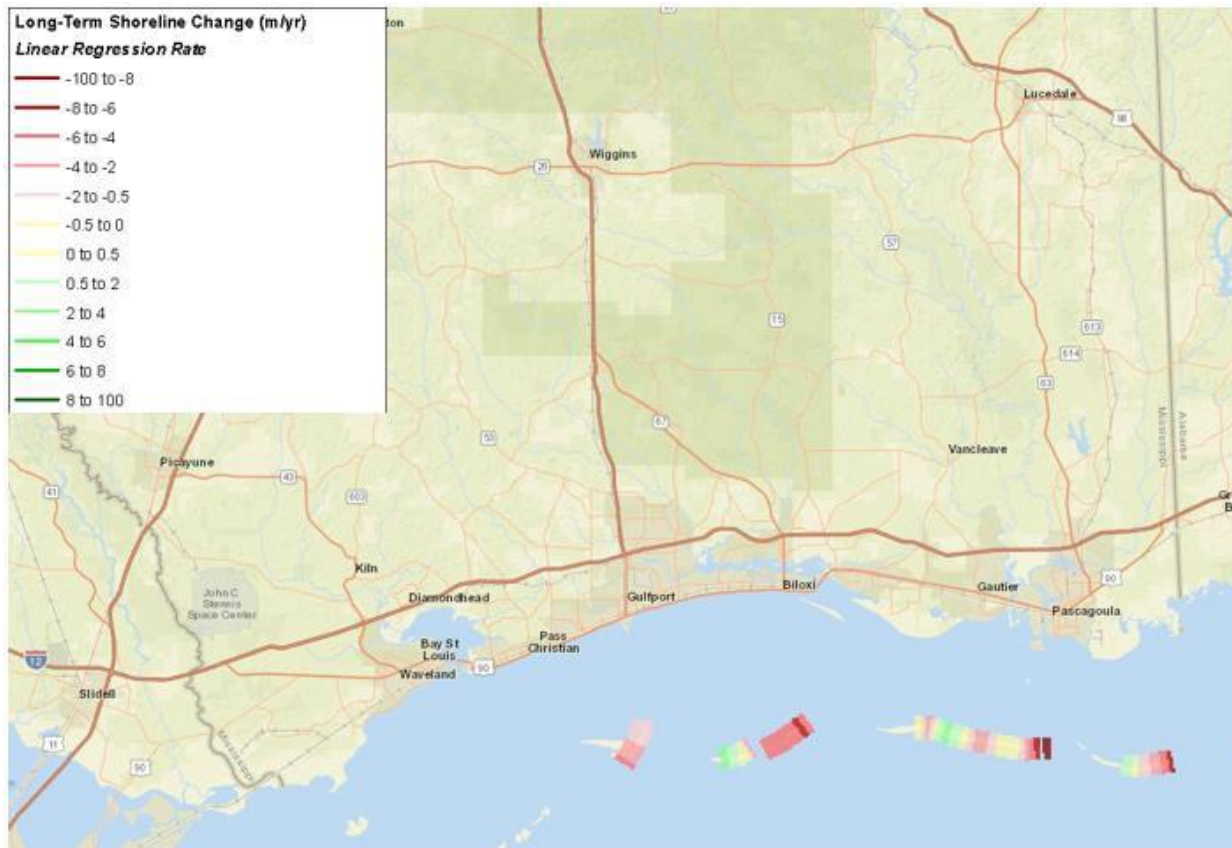 Long-Term Shoreline Change (m/yr)
Linear Regression Rate
-100 to -8
-8 to -6
-6 to -4
-4 to -2
-2 to -0.5
-0.5 to 0
0 to 0.5
0.5 to 2
2 to 4
4 to 6
6 to 8
8 to 100
ton
Lucedale
98
Wiggins
26
57
15
613
614
63
67
53
Vancleave
Mississippi
Alabama
Picayune
43
41
603
Kiln
John C
Stennis
Space Center
Diamondhead
Gulfport
Biloxi
Gautier
90
Pascagoula
Bay St
Louis
Pass
Christian
90
Waveland
12
Slidell
11
90
Mississippi